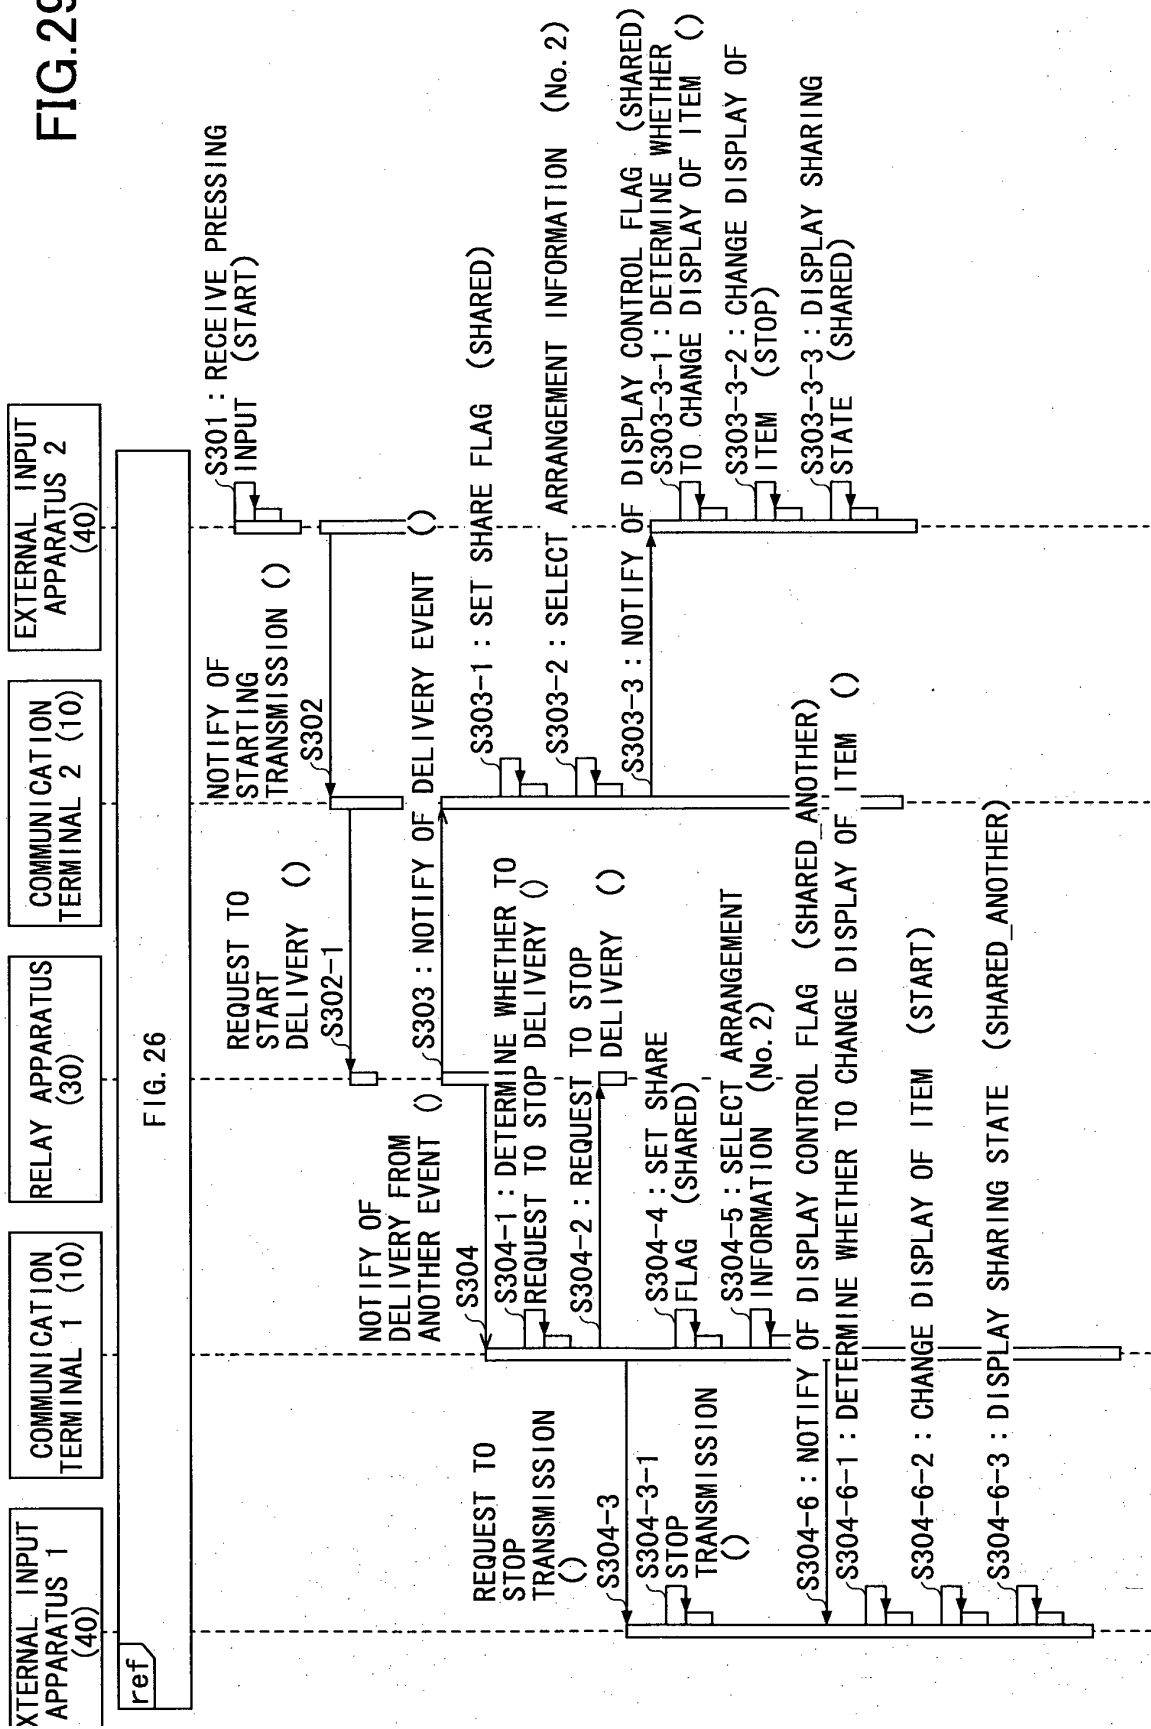 FIG.29
XTERNAL INPUT
APPARATUS 1
(40)
COMMUNICATION
TERMINAL 1 (10)
RELAY APPARATUS
(30)
COMMUNICATION
TERMINAL 2 (10)
EXTERNAL INPUT
APPARATUS 2
(40)
ref
FIG.26
S301 : RECEIVE PRESSING
INPUT (START)
NOTIFY OF
STARTING
TRANSMISSION ()
S302
()
REQUEST TO
START
DELIVERY ()
S302-1
S303 : NOTIFY OF DELIVERY EVENT
S303-1 : SET SHARE FLAG (SHARED)
S303-2 : SELECT ARRANGEMENT INFORMATION (No.2)
S303-3 : NOTIFY OF DISPLAY CONTROL FLAG (SHARED)
S303-3-1 : DETERMINE WHETHER
TO CHANGE DISPLAY OF ITEM ()
S303-3-2 : CHANGE DISPLAY OF
ITEM (STOP)
S303-3-3 : DISPLAY SHARING
STATE (SHARED)
NOTIFY OF
DELIVERY FROM
ANOTHER EVENT ()
S304
S304-1 : DETERMINE WHETHER TO
REQUEST TO STOP DELIVERY ()
S304-2 : REQUEST TO STOP
DELIVERY ()
REQUEST TO
STOP
TRANSMISSION
()
S304-3
S304-3-1
STOP
TRANSMISSION
()
S304-4 : SET SHARE
FLAG (SHARED)
S304-5 : SELECT ARRANGEMENT
INFORMATION (No.2)
S304-6 : NOTIFY OF DISPLAY CONTROL FLAG (SHARED_ANOTHER)
S304-6-1 : DETERMINE WHETHER TO CHANGE DISPLAY OF ITEM ()
S304-6-2 : CHANGE DISPLAY OF ITEM (START)
S304-6-3 : DISPLAY SHARING STATE (SHARED_ANOTHER)